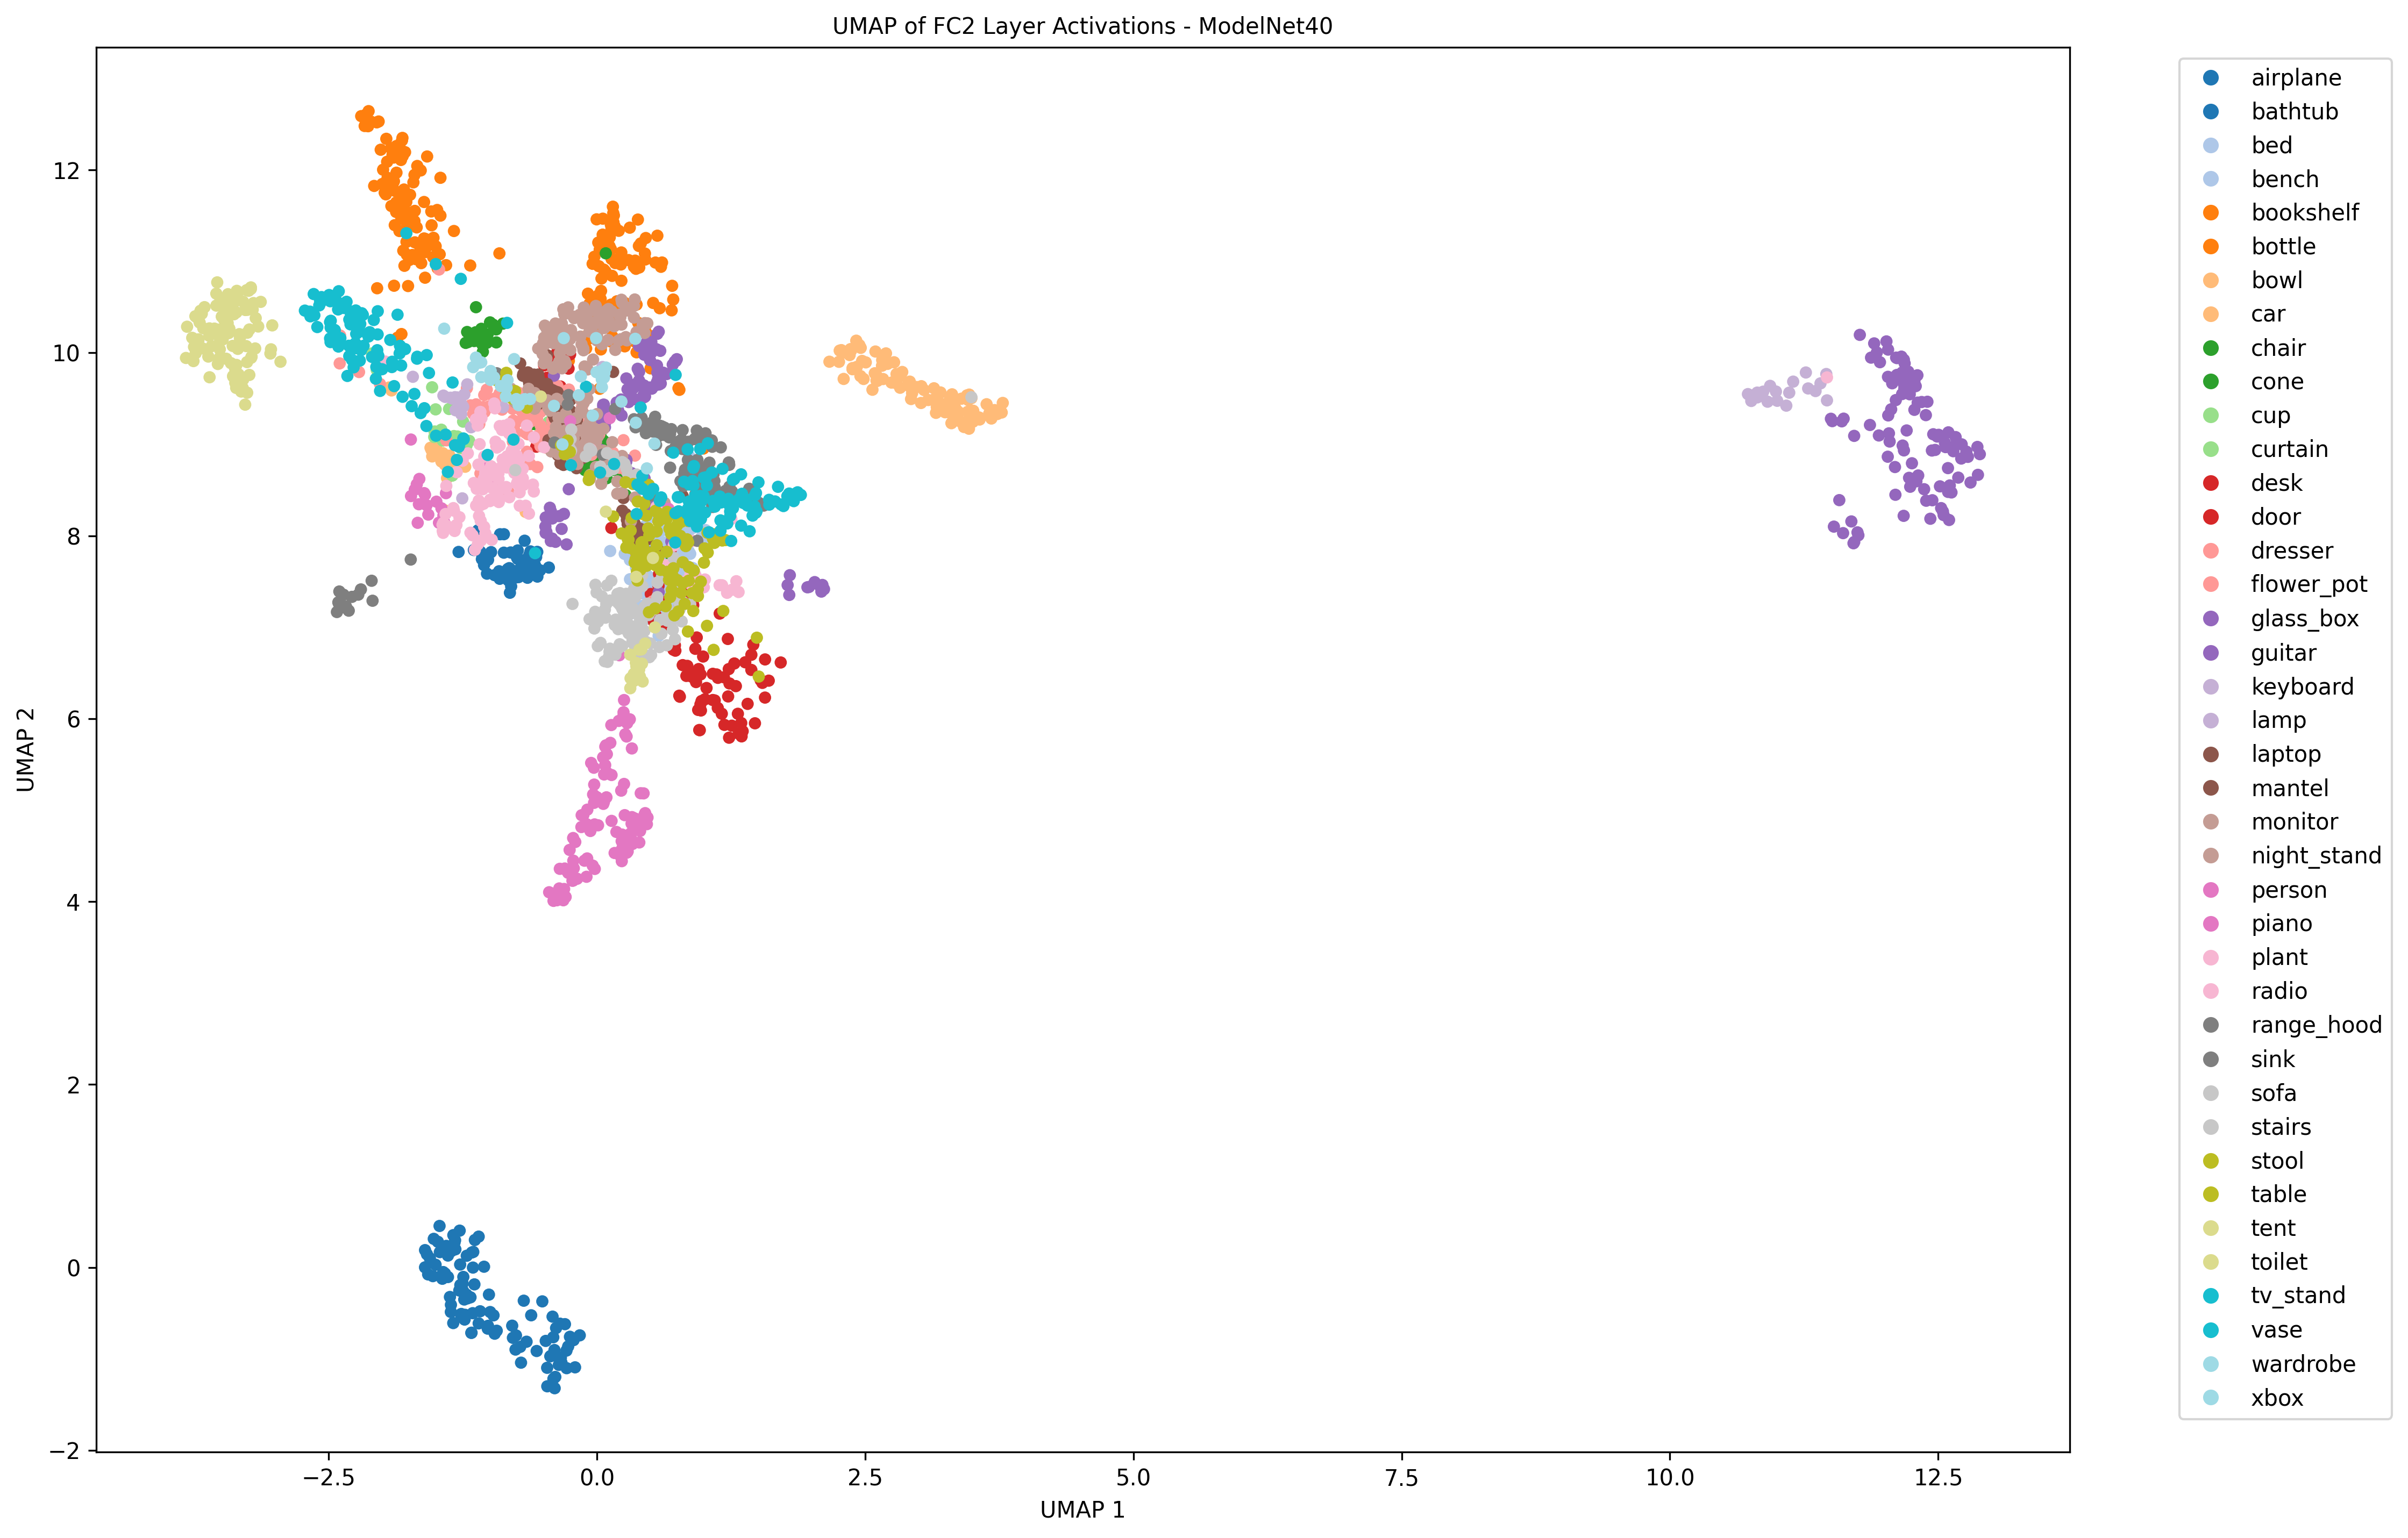 UMAP of FC2 Layer Activations - ModelNet40
12
10
8
6
4
2
0
−2
UMAP 2
−2.5
0.0
2.5
5.0
7.5
10.0
12.5
UMAP 1
airplane
bathtub
bed
bench
bookshelf
bottle
bowl
car
chair
cone
cup
curtain
desk
door
dresser
flower_pot
glass_box
guitar
keyboard
lamp
laptop
mantel
monitor
night_stand
person
piano
plant
radio
range_hood
sink
sofa
stairs
stool
table
tent
toilet
tv_stand
vase
wardrobe
xbox